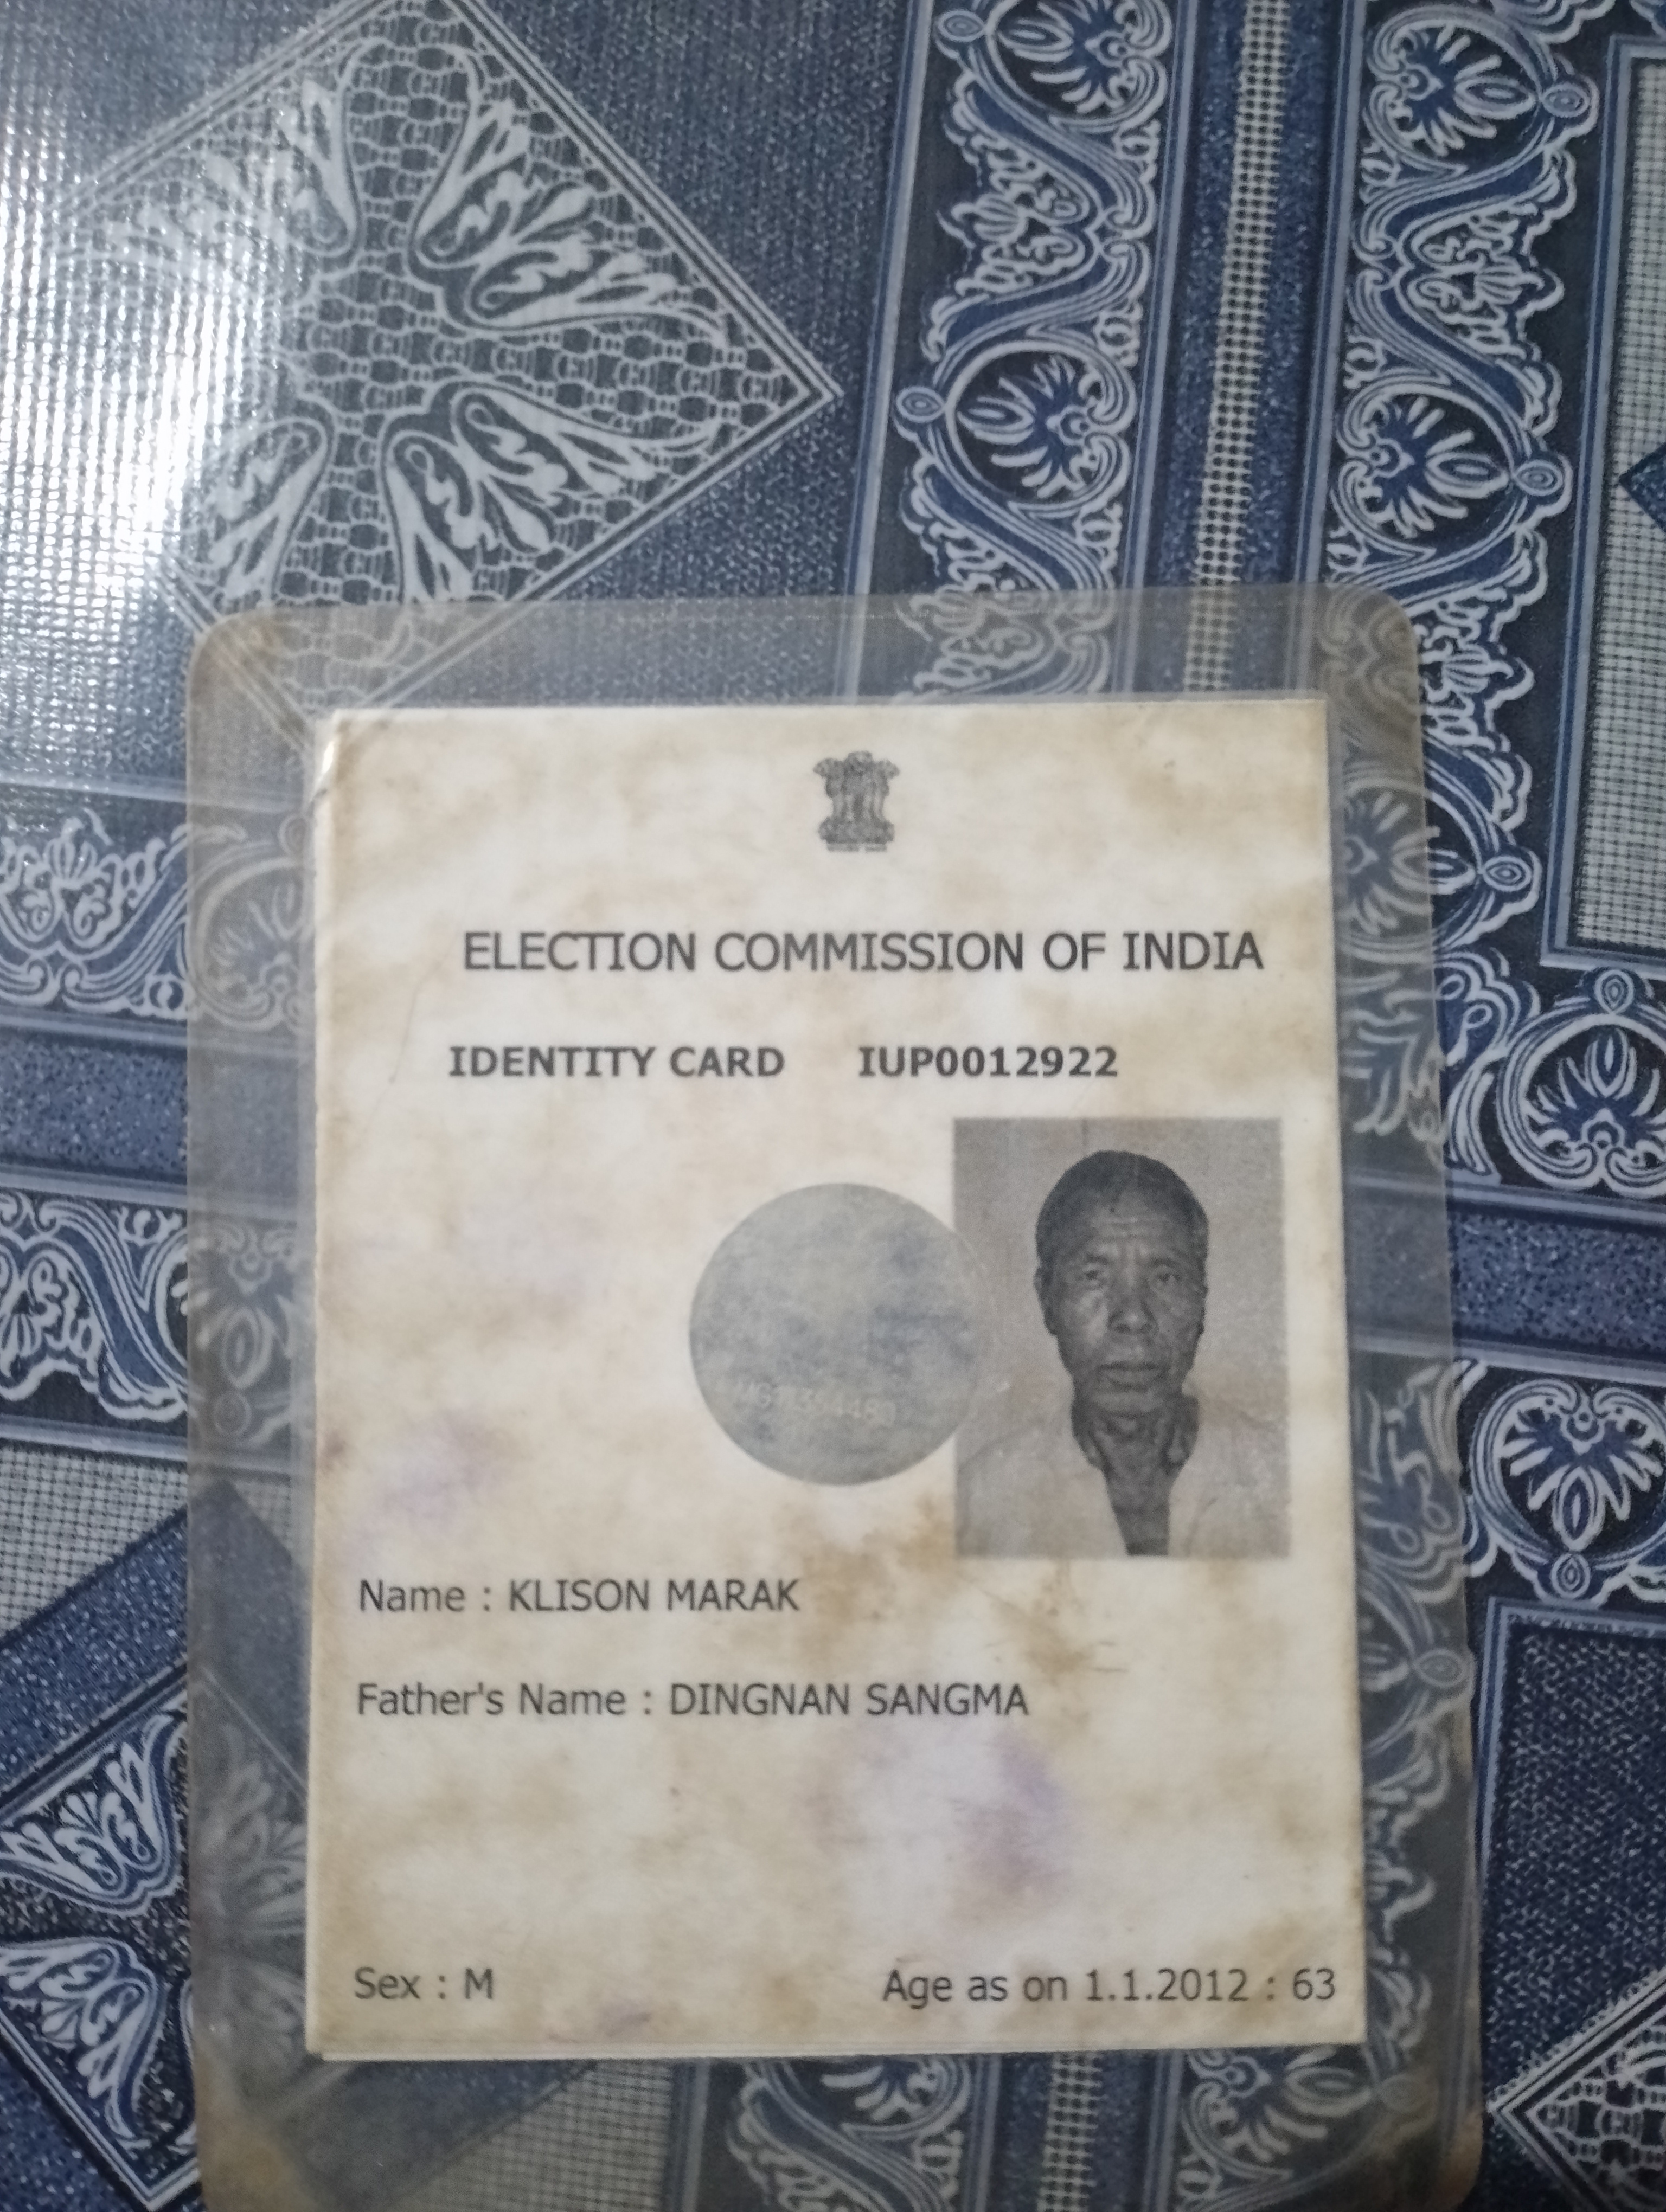 ELECTION COMMISSION OF INDIA
IDENTITY CARD IUP0012922
Name : KLISON MARAK
Father's Name : DINGNAN SANGMA
Sex : M Age as on 1.1.2012 : 63